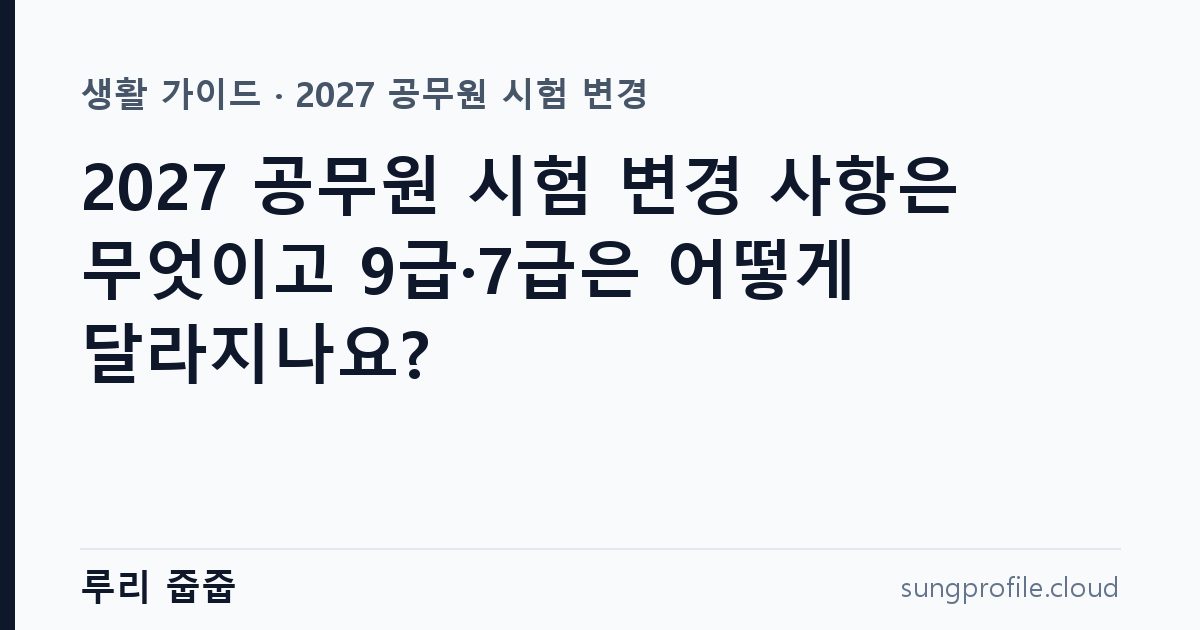 생활 가이드 · 2027 공무원 시험 변경
2027 공무원 시험 변경 사항은
무엇이고 9급·7급은 어떻게
달라지나요?
루리 줍줍
sungprofile.cloud